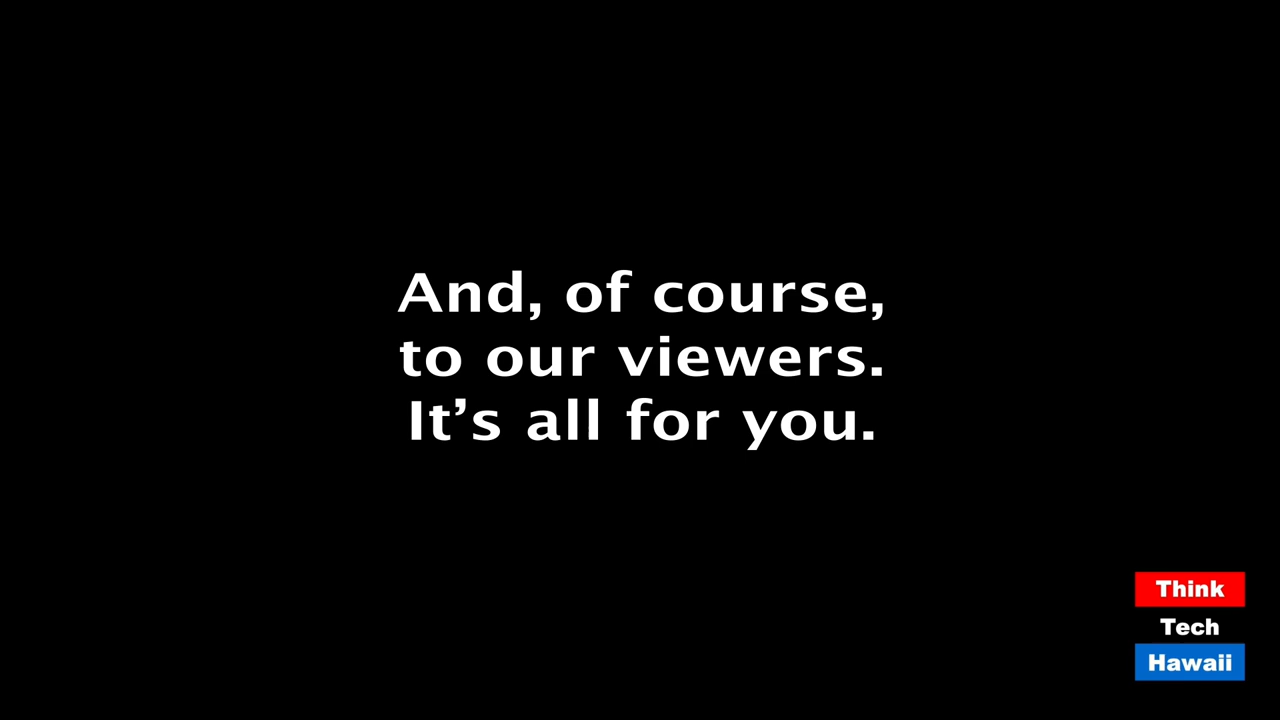 And, of course,
to our viewers.
It’s all for you.
Think
Tech
Hawaii